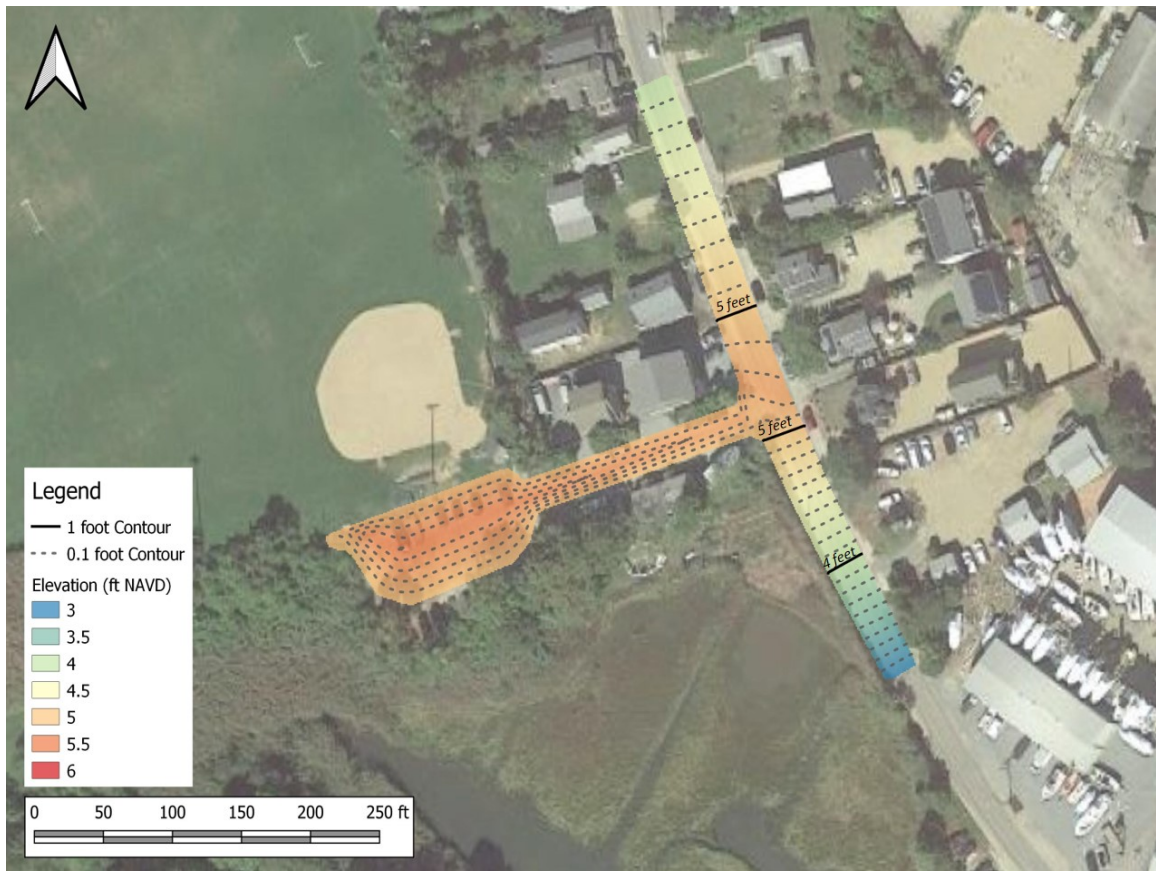 5 feet
5 feet
4 feet
Legend
1 foot Contour
0.1 foot Contour
Elevation (ft NAVD)
3
3.5
4
4.5
5
5.5
6
0 50 100 150 200 250 ft